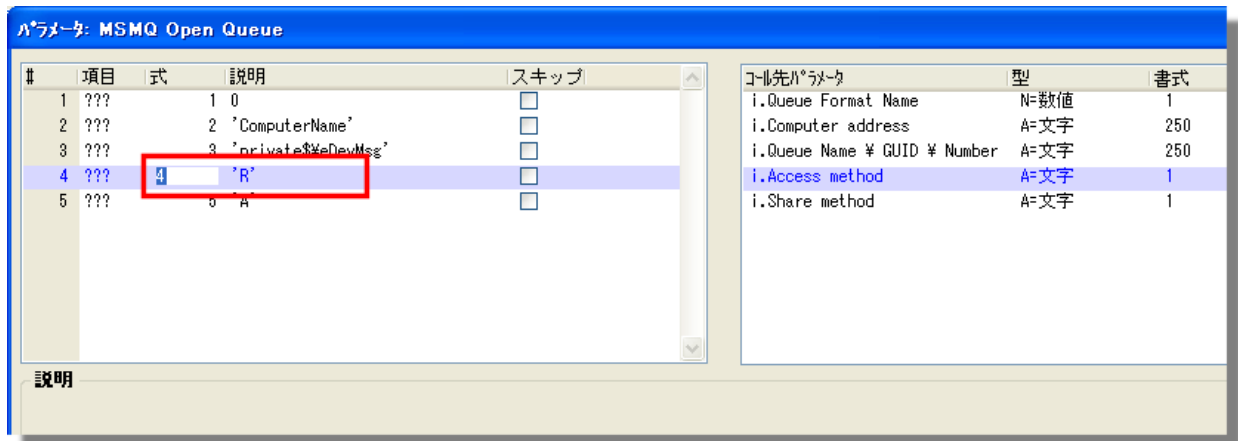 パラメータ: MSMQ Open Queue
# 項目 式 説明 スキップ
1 ??? 1 0
2 ??? 2 'ComputerName'
3 ??? 3 'private$¥eDevMsg'
4 ??? 4 'R'
5 ??? 5 'A'
コール先パラメータ 型 書式
i.Queue Format Name N=数値 1
i.Computer address A=文字 250
i.Queue Name ¥ GUID ¥ Number A=文字 250
i.Access method A=文字 1
i.Share method A=文字 1
説明